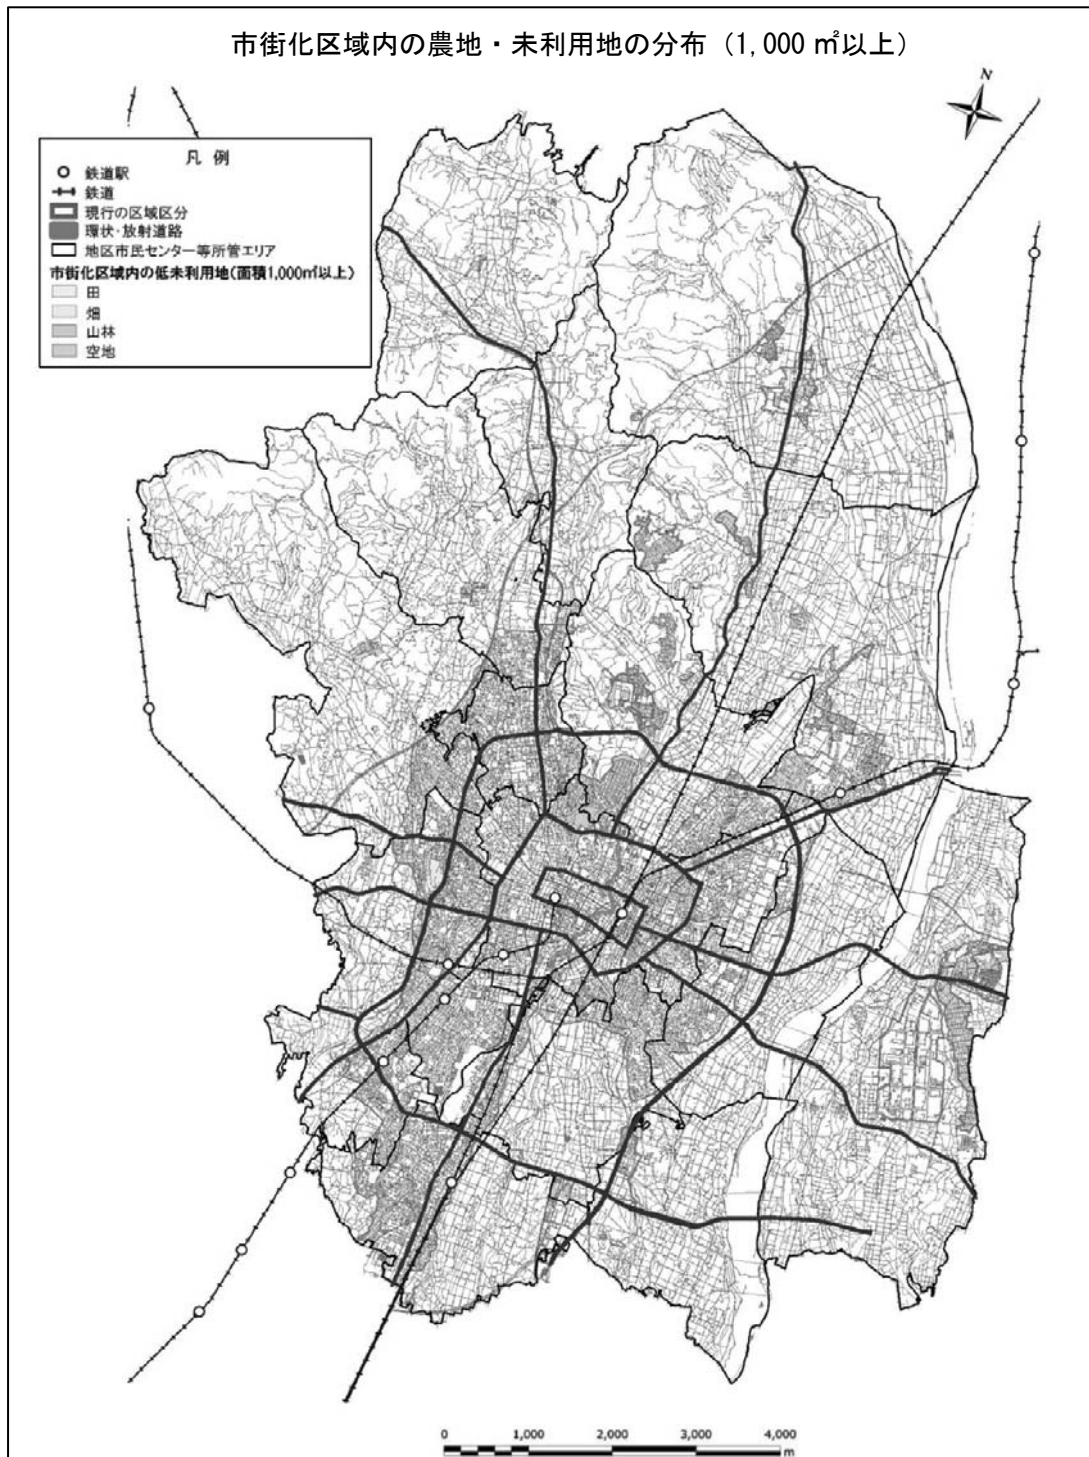 市街化区域内の農地・未利用地の分布（1,000 ㎡以上）
N
凡 例
鉄道駅
鉄道
現行の区域区分
環状・放射道路
地区市民センター等所管エリア
市街化区域内の低未利用地(面積1,000㎡以上)
田
畑
山林
空地
0 1,000 2,000 3,000 4,000
m